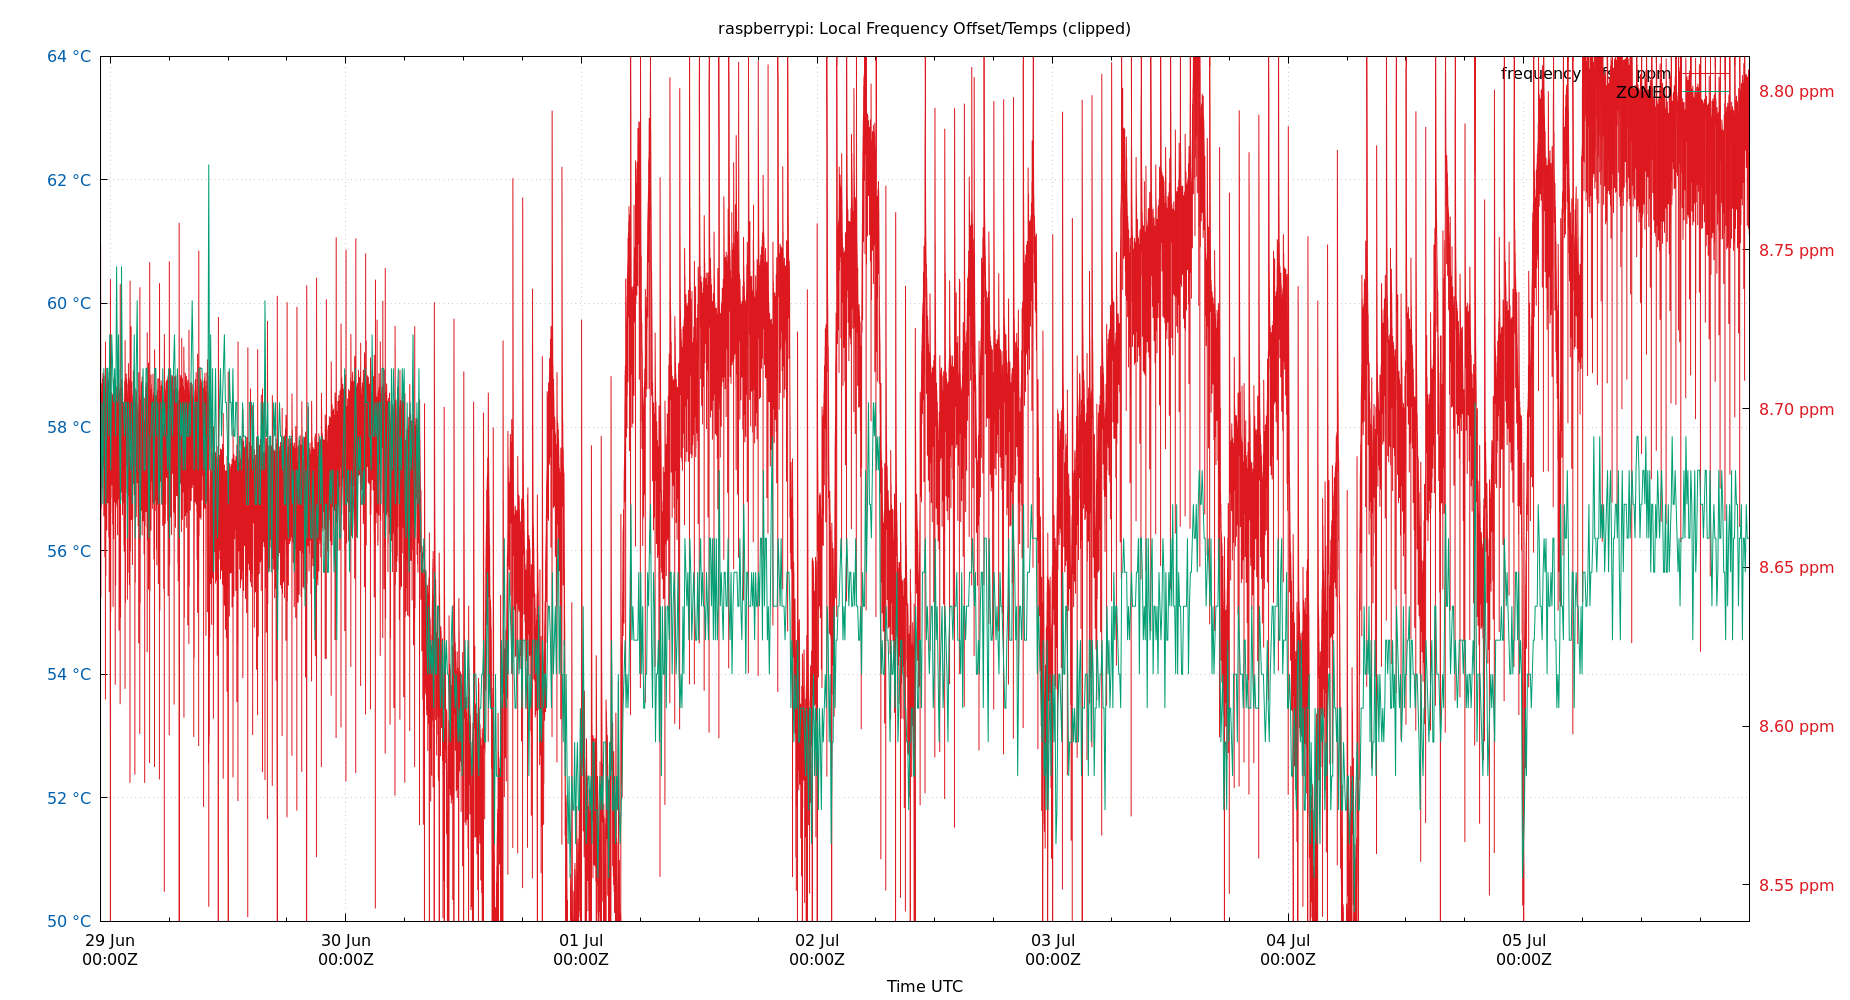 raspberrypi: Local Frequency Offset/Temps (clipped)
64 °C
62 °C
60 °C
58 °C
56 °C
54 °C
52 °C
50 °C
frequency ppm
ZONE0
8.80 ppm
8.75 ppm
8.70 ppm
8.65 ppm
8.60 ppm
8.55 ppm
29 Jun 30 Jun 01 Jul 02 Jul 03 Jul 04 Jul 05 Jul
00:00Z 00:00Z 00:00Z 00:00Z 00:00Z 00:00Z 00:00Z
Time UTC